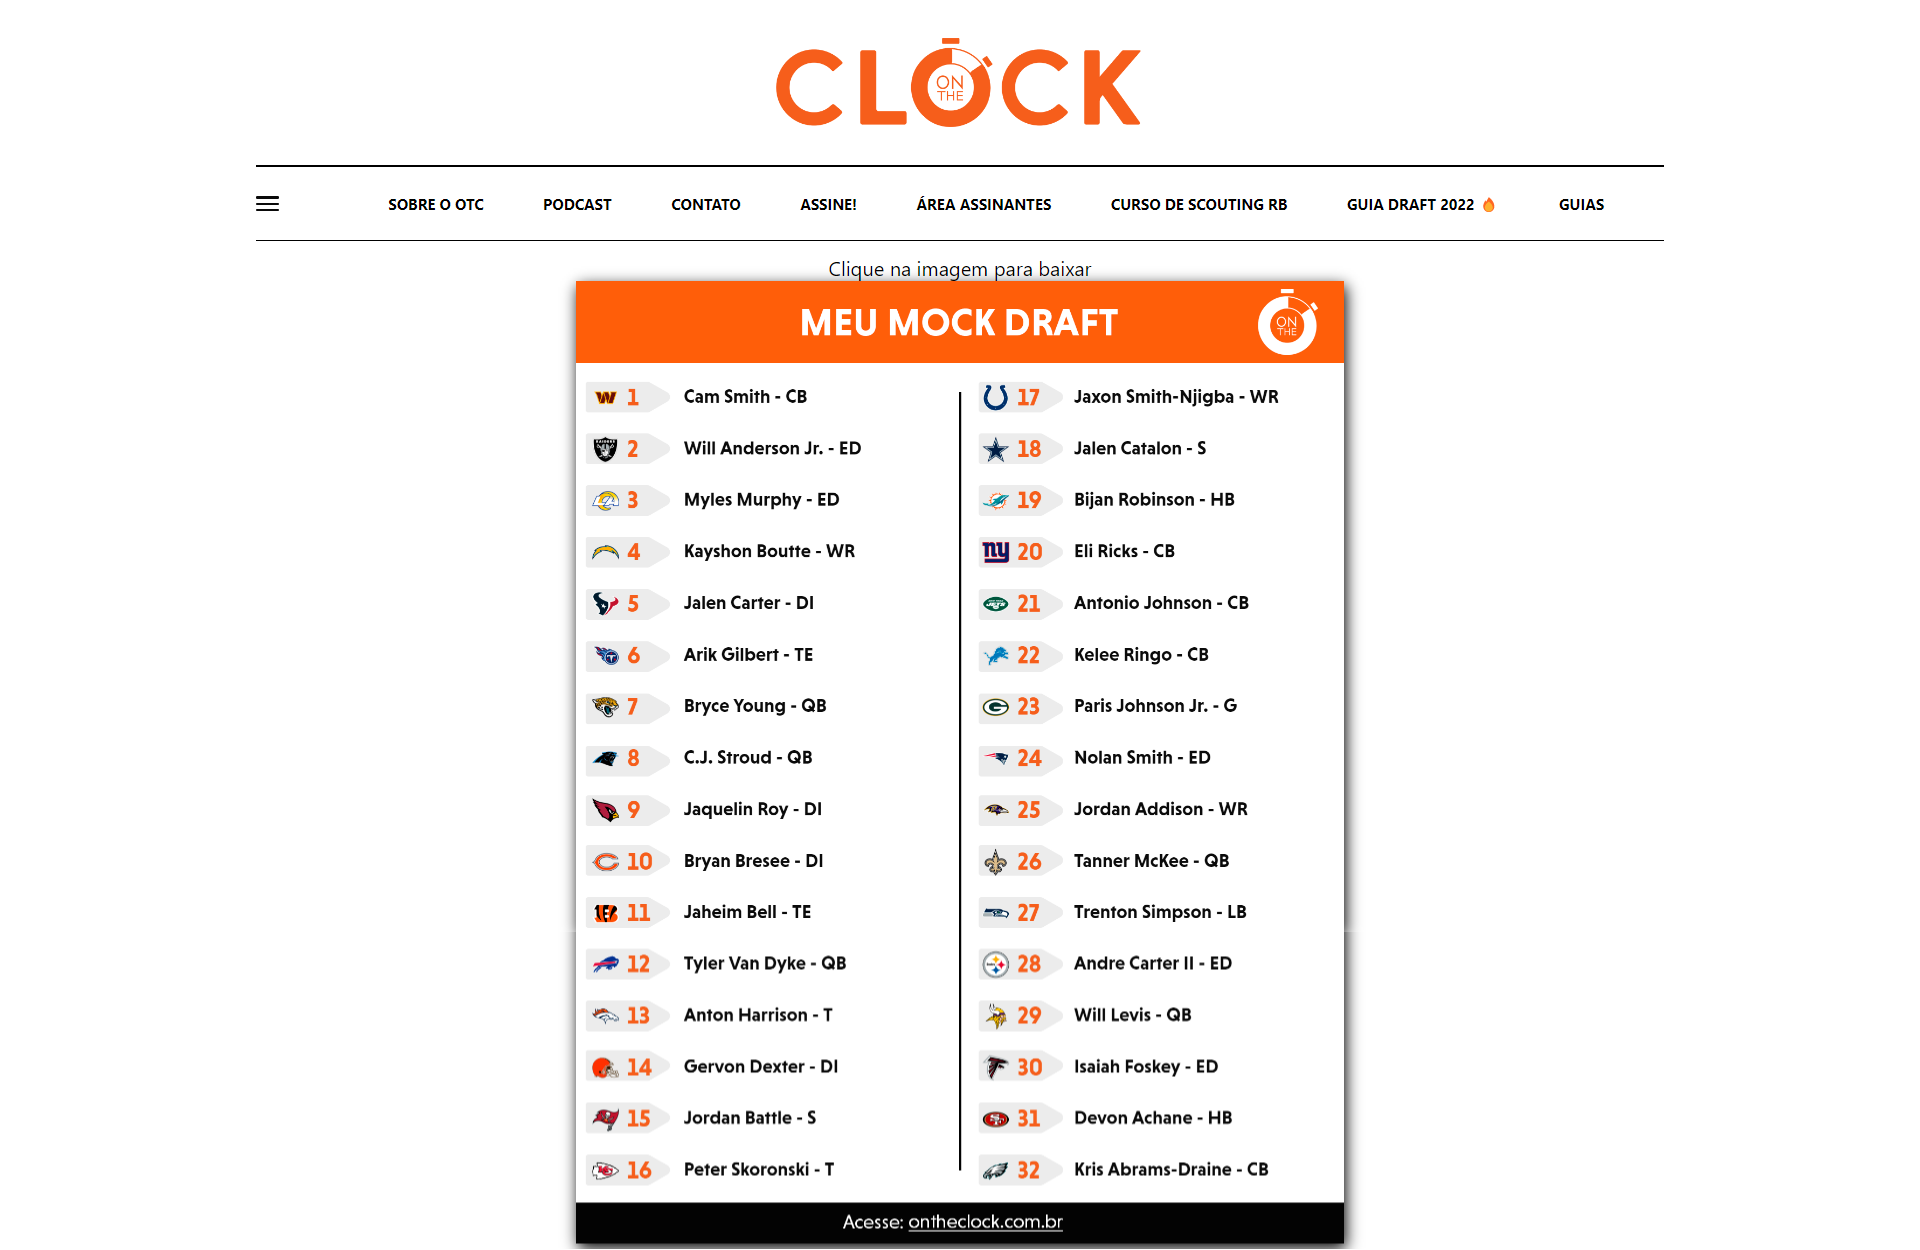 CLOCK
ON
THE
SOBRE O OTC PODCAST CONTATO ASSINE! ÁREA ASSINANTES CURSO DE SCOUTING RB GUIA DRAFT 2022 🔥 GUIAS
Clique na imagem para baixar
MEU MOCK DRAFT
ON
THE
1 Cam Smith - CB
2 Will Anderson Jr. - ED
3 Myles Murphy - ED
4 Kayshon Boutte - WR
5 Jalen Carter - DI
6 Arik Gilbert - TE
7 Bryce Young - QB
8 C.J. Stroud - QB
9 Jaquelin Roy - DI
10 Bryan Bresee - DI
11 Jaheim Bell - TE
12 Tyler Van Dyke - QB
13 Anton Harrison - T
14 Gervon Dexter - DI
15 Jordan Battle - S
16 Peter Skoronski - T
17 Jaxon Smith-Njigba - WR
18 Jalen Catalon - S
19 Bijan Robinson - HB
20 Eli Ricks - CB
21 Antonio Johnson - CB
22 Kelee Ringo - CB
23 Paris Johnson Jr. - G
24 Nolan Smith - ED
25 Jordan Addison - WR
26 Tanner McKee - QB
27 Trenton Simpson - LB
28 Andre Carter II - ED
29 Will Levis - QB
30 Isaiah Foskey - ED
31 Devon Achane - HB
32 Kris Abrams-Draine - CB
Acesse: ontheclock.com.br